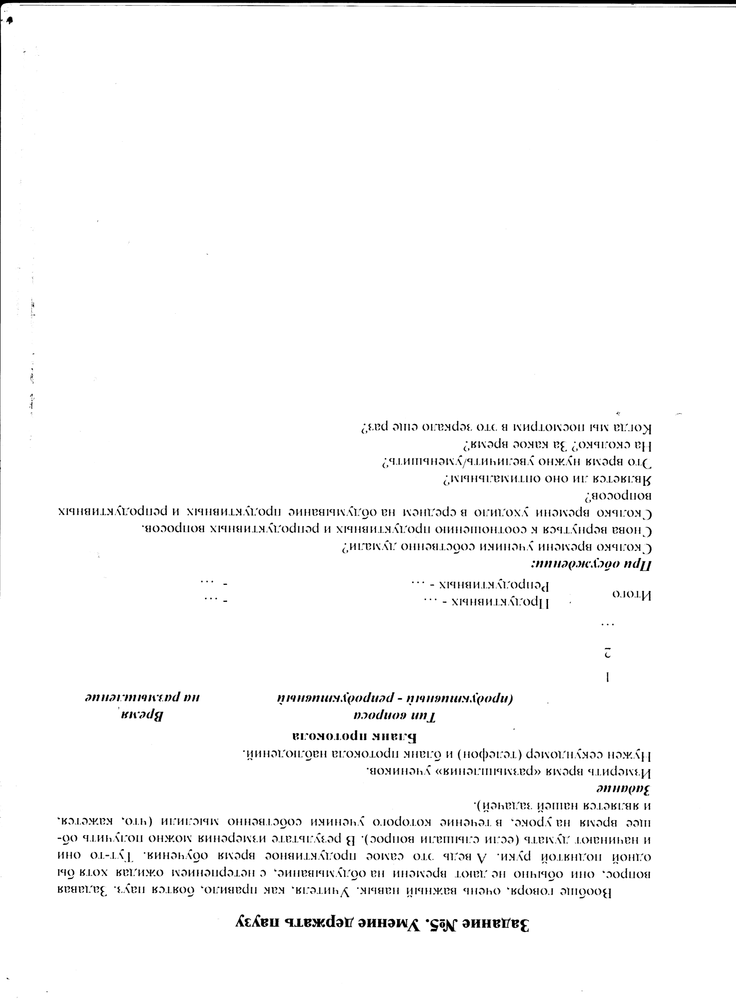 Задание №5. Умение держать паузу
Вообще говоря, очень важный навык. Учителя, как правило, боятся пауз. Задавая
вопрос, они обычно не дают времени на обдумывание, с нетерпением ожидая хотя бы
одной поднятой руки. А ведь это самое продуктивное время обучения. Тут-то они
и начинают думать (если слышали вопрос). В результате измерения можно получить об-
щее время на уроке, в течение которого ученики собственно мыслили (что, кажется,
и является нашей задачей).
Задание
Измерить время «размышления» учеников.
Нужен секундомер (телефон) и бланк протокола наблюдений.
Бланк протокола
Тип вопроса Время
(продуктивный - репродуктивный на размышление
1
2
...
Продуктивных - ... - ...
Итого
Репродуктивных - ... - ...
При обсуждении:
Сколько времени ученики собственно думали?
Снова вернуться к соотношению продуктивных и репродуктивных вопросов.
Сколько времени уходило в среднем на обдумывание продуктивных и репродуктивных
вопросов?
Является ли оно оптимальным?
Это время нужно увеличить/уменьшить?
На сколько? За какое время?
Когда мы посмотрим в это зеркало еще раз?